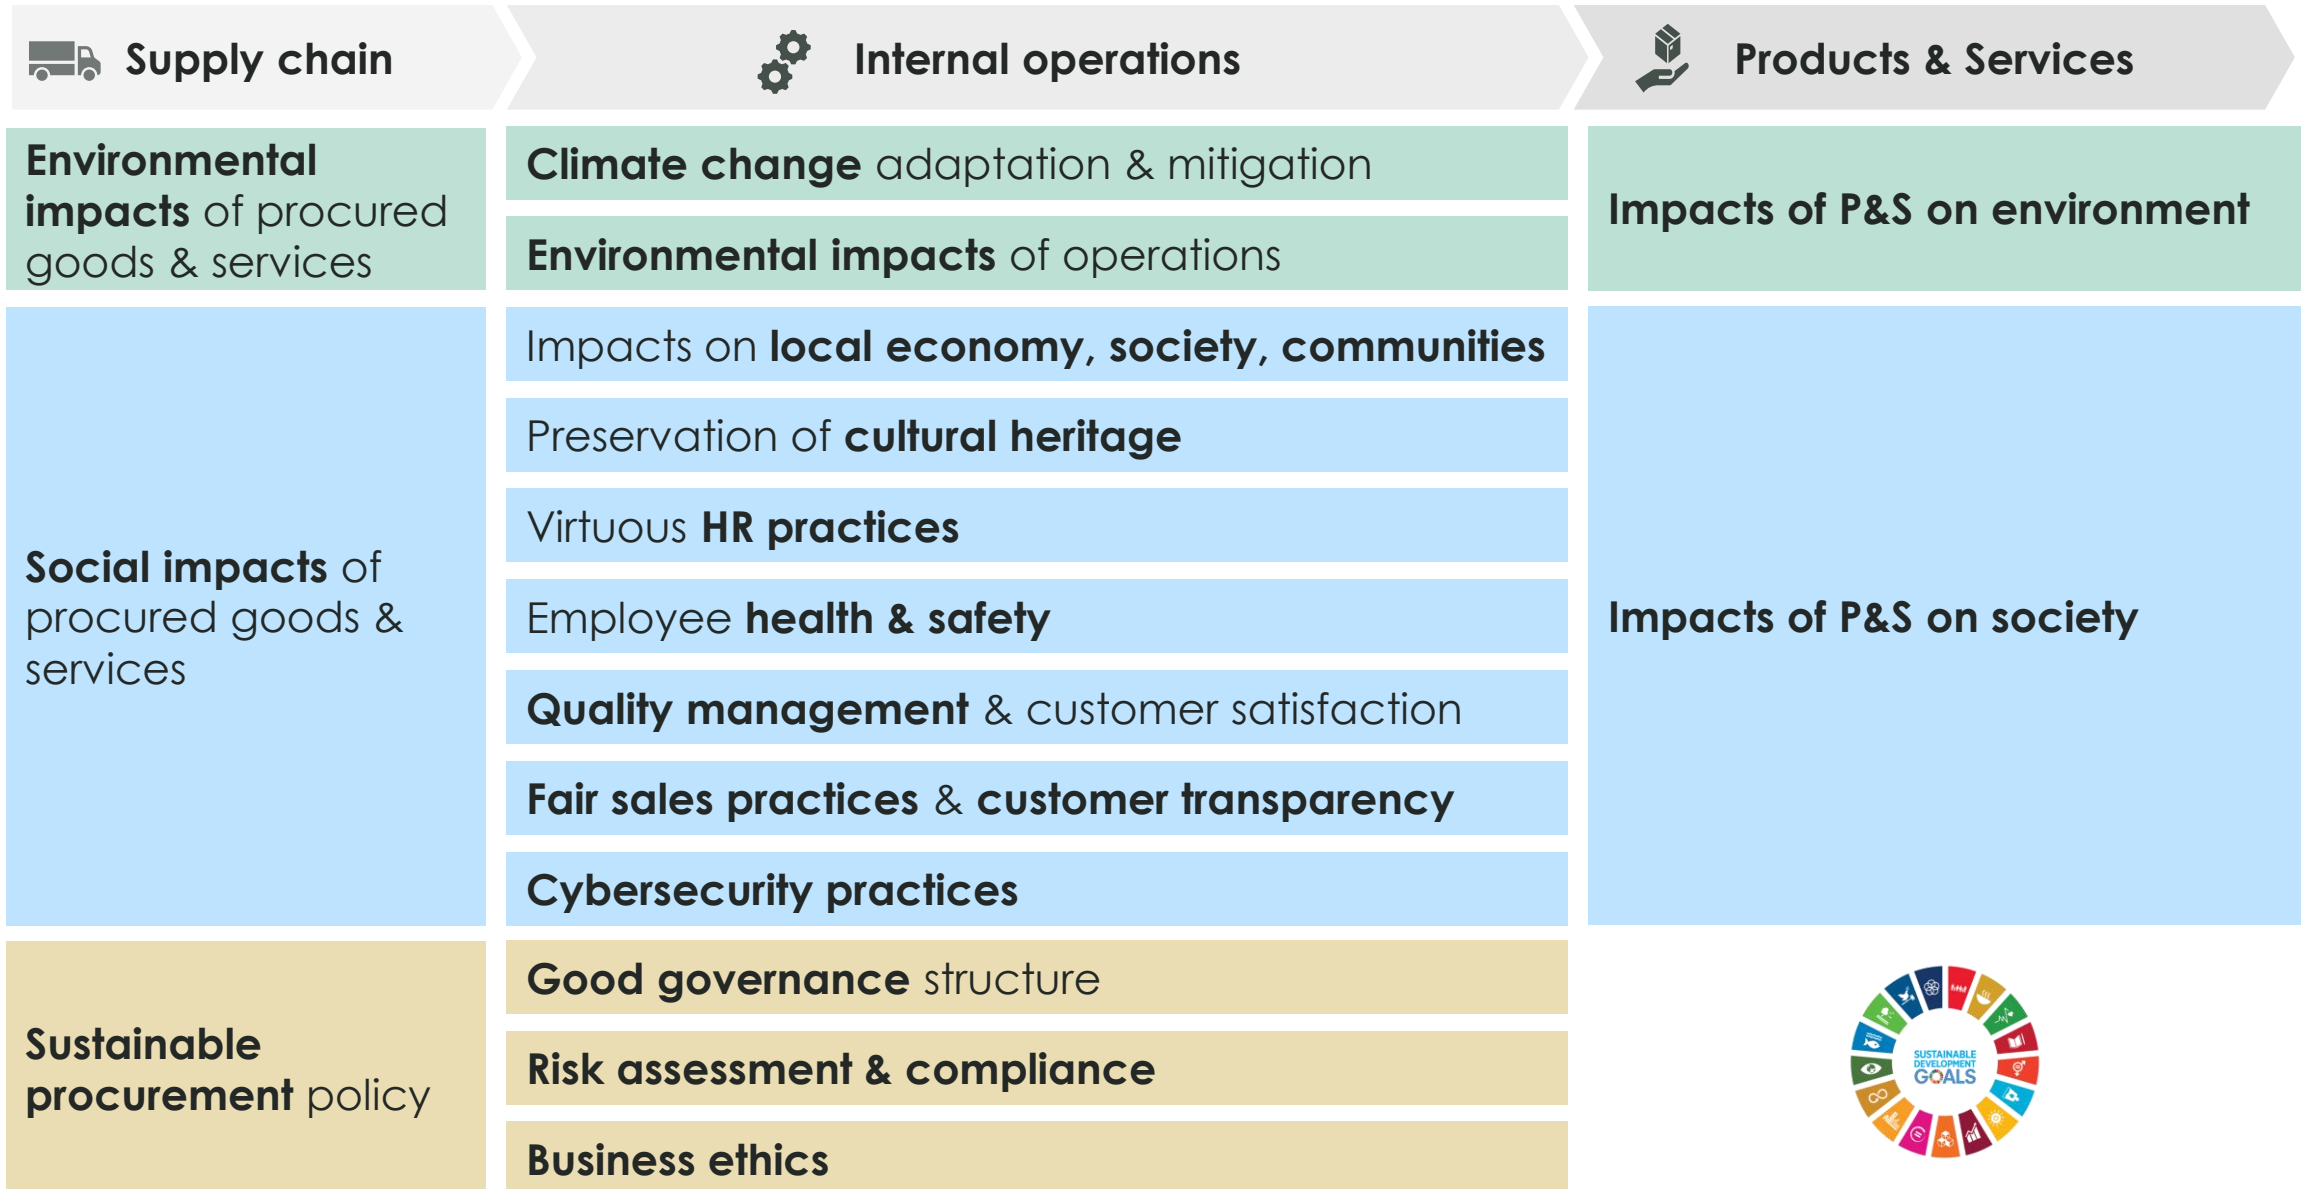 Supply chain
Internal operations
Products & Services
Environmental
impacts of procured
goods & services
Climate change adaptation & mitigation
Environmental impacts of operations
Impacts of P&S on environment
Social impacts of
procured goods &
services
Impacts on local economy, society, communities
Preservation of cultural heritage
Virtuous HR practices
Employee health & safety
Quality management & customer satisfaction
Fair sales practices & customer transparency
Cybersecurity practices
Impacts of P&S on society
Sustainable
procurement policy
Good governance structure
Risk assessment & compliance
Business ethics
SUSTAINABLE
DEVELOPMENT
GOALS